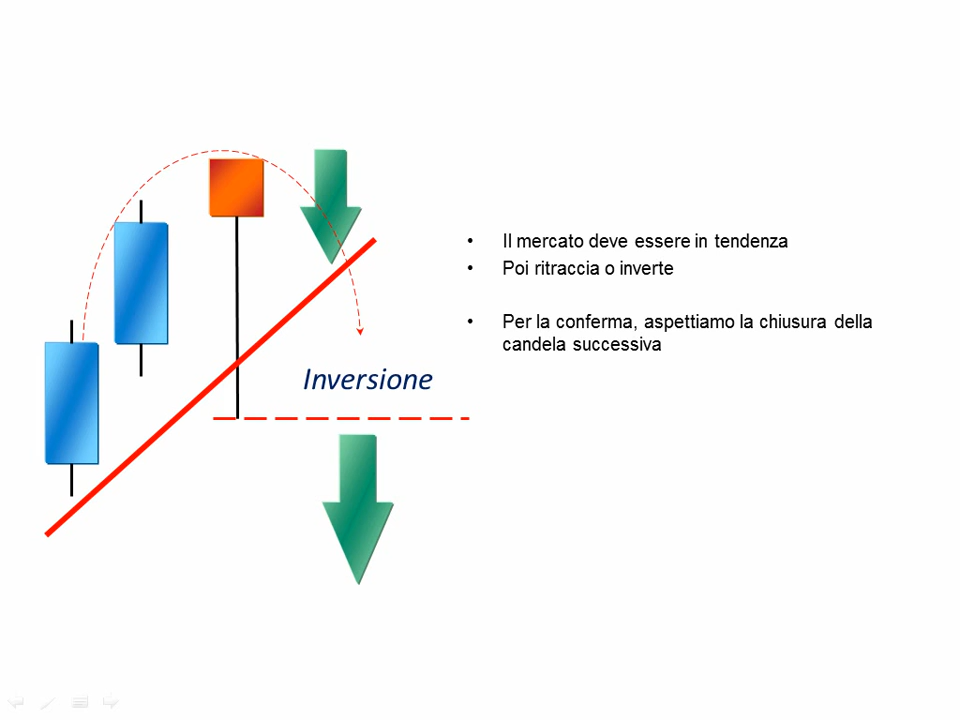 Il mercato deve essere in tendenza
Poi ritraccia o inverte
Per la conferma, aspettiamo la chiusura della
candela successiva
Inversione